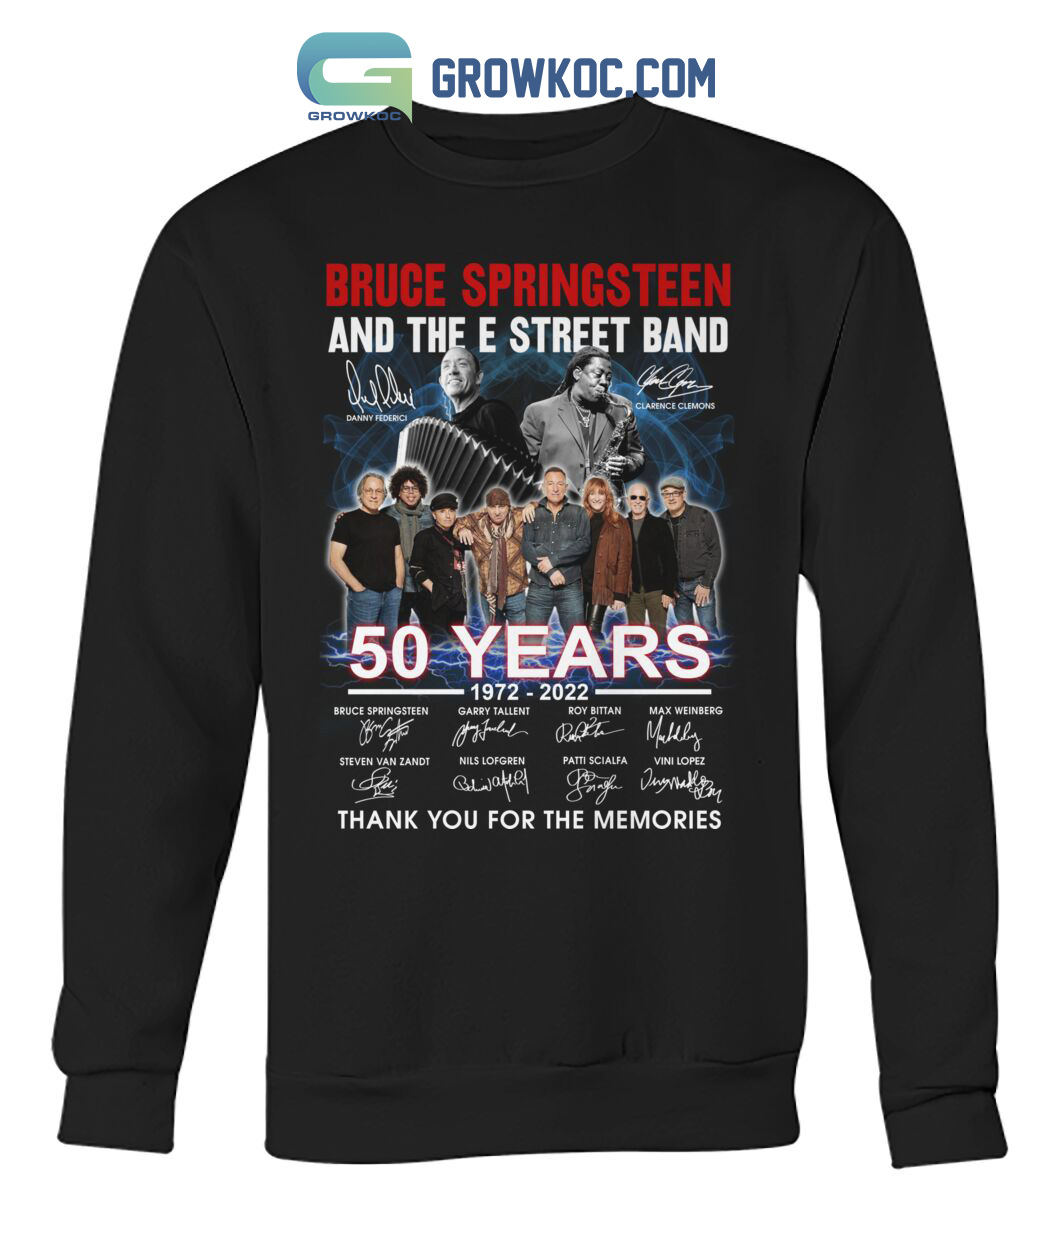 GROWKOC.COM
GROWKOC
BRUCE SPRINGSTEEN
AND THE E STREET BAND
DANNY FEDERICI
CLARENCE CLEMONS
50 YEARS
1972 - 2022
BRUCE SPRINGSTEEN GARRY TALLENT ROY BITTAN MAX WEINBERG
STEVEN VAN ZANDT NILS LOFGREN PATTI SCIALFA VINI LOPEZ
THANK YOU FOR THE MEMORIES